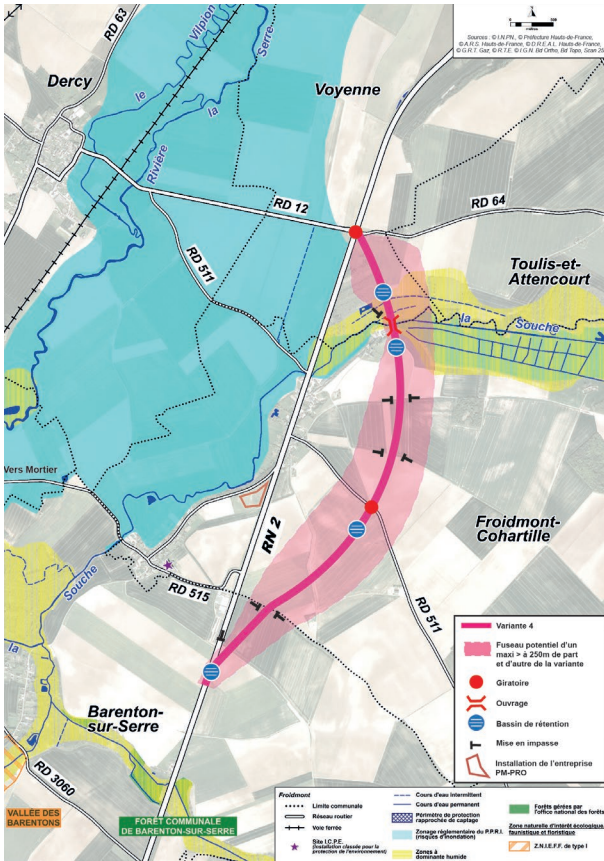 RD 63
Vilpion
Serre
Sources : © I.N.P.N., © Préfecture Hauts-de-France,
© A.R.S. Hauts-de-France, © D.R.E.A.L. Hauts-de-France,
© G.R.T. Gaz, © R.T.E. © I.G.N. Bd Ortho, Bd Topo, Scan 25
Dercy
Voyenne
le
la
Rivière
RD 12
RD 64
RD 511
Toulis-et-
Attencourt
la
Souche
Vers Mortier
RN 2
Froidmont-
Cohartille
Souche
RD 515
RD 511
la
Barenton-
sur-Serre
RD 3060
VALLÉE DES
BARENTONS
FORÊT COMMUNALE
DE BARENTON-SUR-SERRE
Variante 4
Fuseau potentiel d'un
maxi > à 250m de part
et d'autre de la variante
Giratoire
Ouvrage
Bassin de rétention
Mise en impasse
Installation de l'entreprise
PM-PRO
Froidmont
Limite communale
Réseau routier
Voie ferrée
Site I.C.P.E.
(Installation classée pour la
protection de l'environnement)
Cours d'eau intermittent
Cours d'eau permanent
Périmètre de protection
rapprochée de captage
Zonage réglementaire du P.P.R.I.
(risques d'inondation)
Zones à
dominante humide
Forêts gérées par
l'office national des forêts
Zone naturelle d'intérêt écologique,
faunistique et floristique
Z.N.I.E.F.F. de type I